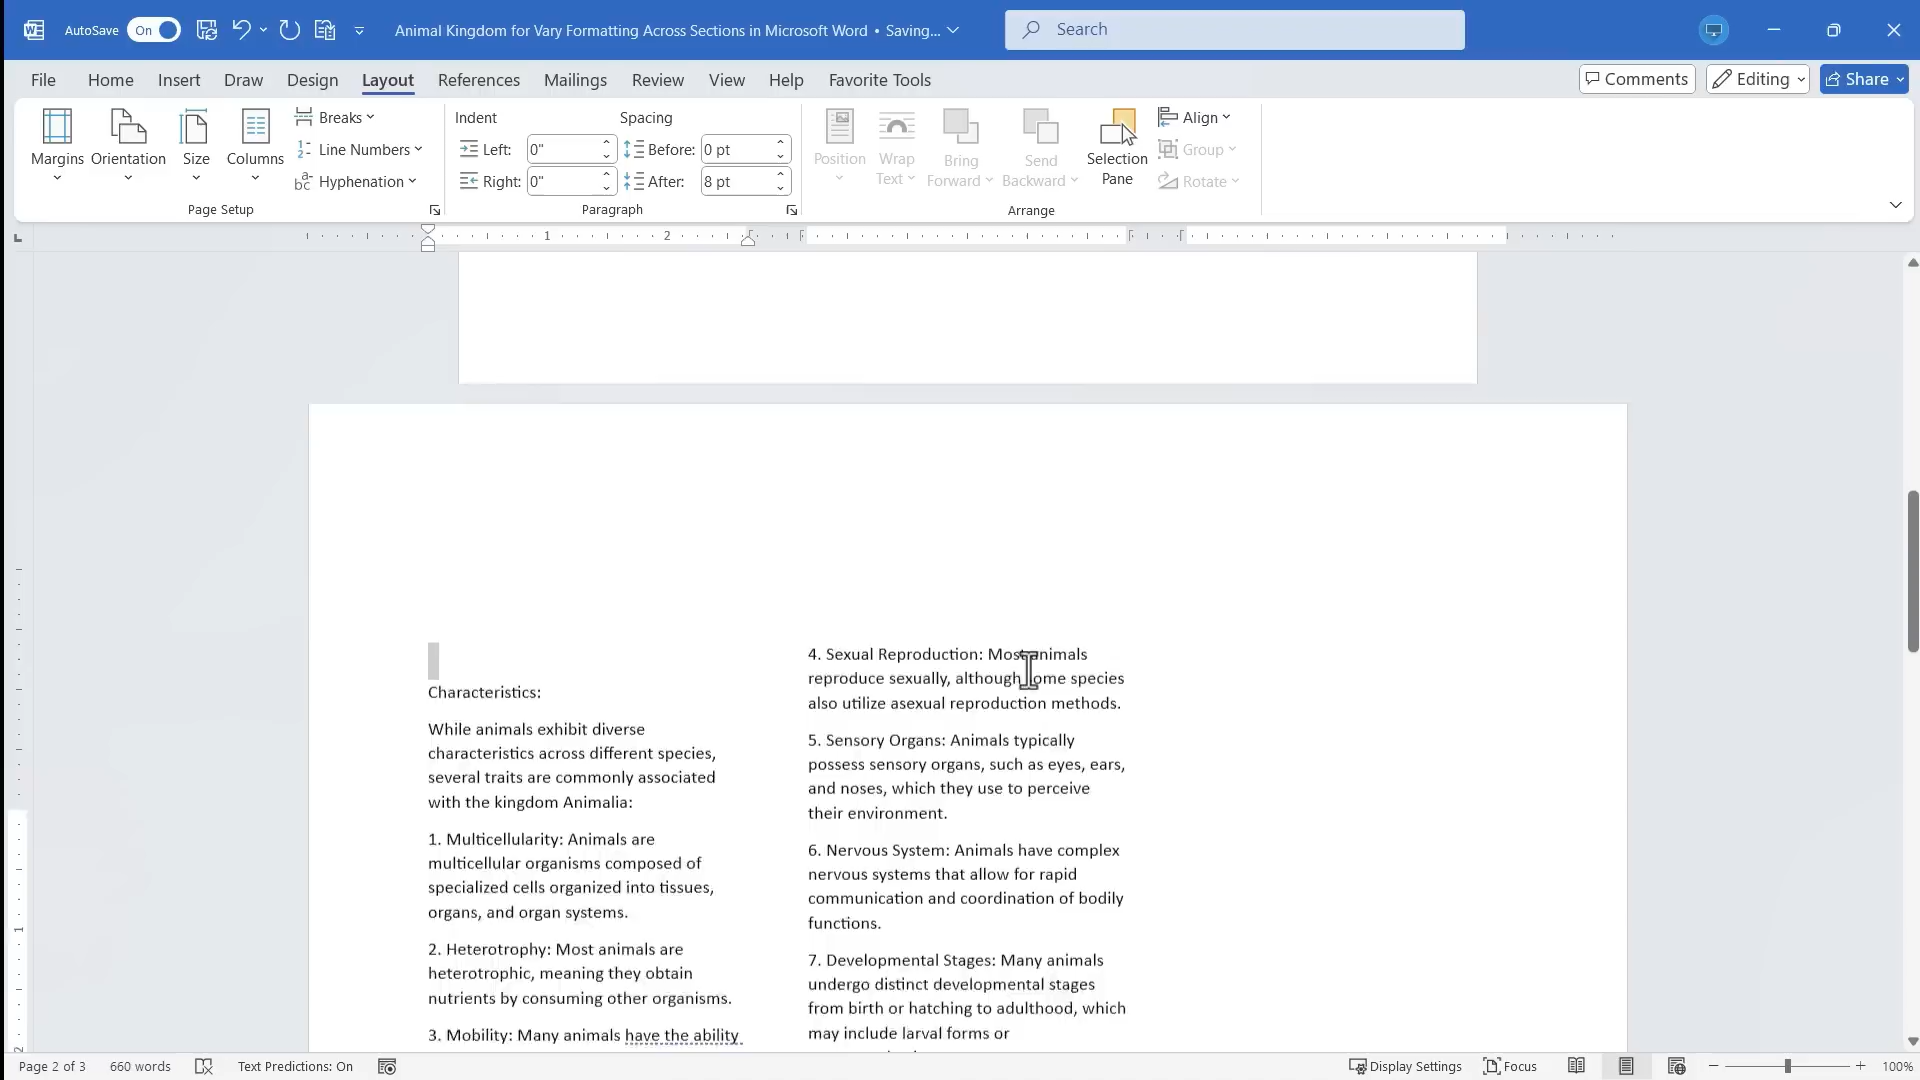 AutoSave On Animal Kingdom for Vary Formatting Across Sections in Microsoft Word • Saving... Search
File Home Insert Draw Design Layout References Mailings Review View Help Favorite Tools Comments Editing Share
Margins Orientation Size Columns Breaks Line Numbers Hyphenation
Page Setup
Indent Spacing
Left: 0" Before: 0 pt
Right: 0" After: 8 pt
Paragraph
Position Wrap Text Bring Forward Send Backward Selection Pane Align Group Rotate
Arrange
1 2
Characteristics:
While animals exhibit diverse
characteristics across different species,
several traits are commonly associated
with the kingdom Animalia:
1. Multicellularity: Animals are
multicellular organisms composed of
specialized cells organized into tissues,
organs, and organ systems.
2. Heterotrophy: Most animals are
heterotrophic, meaning they obtain
nutrients by consuming other organisms.
3. Mobility: Many animals have the ability
4. Sexual Reproduction: Most animals
reproduce sexually, although some species
also utilize asexual reproduction methods.
5. Sensory Organs: Animals typically
possess sensory organs, such as eyes, ears,
and noses, which they use to perceive
their environment.
6. Nervous System: Animals have complex
nervous systems that allow for rapid
communication and coordination of bodily
functions.
7. Developmental Stages: Many animals
undergo distinct developmental stages
from birth or hatching to adulthood, which
may include larval forms or
1
Page 2 of 3 660 words Text Predictions: On Display Settings Focus 100%